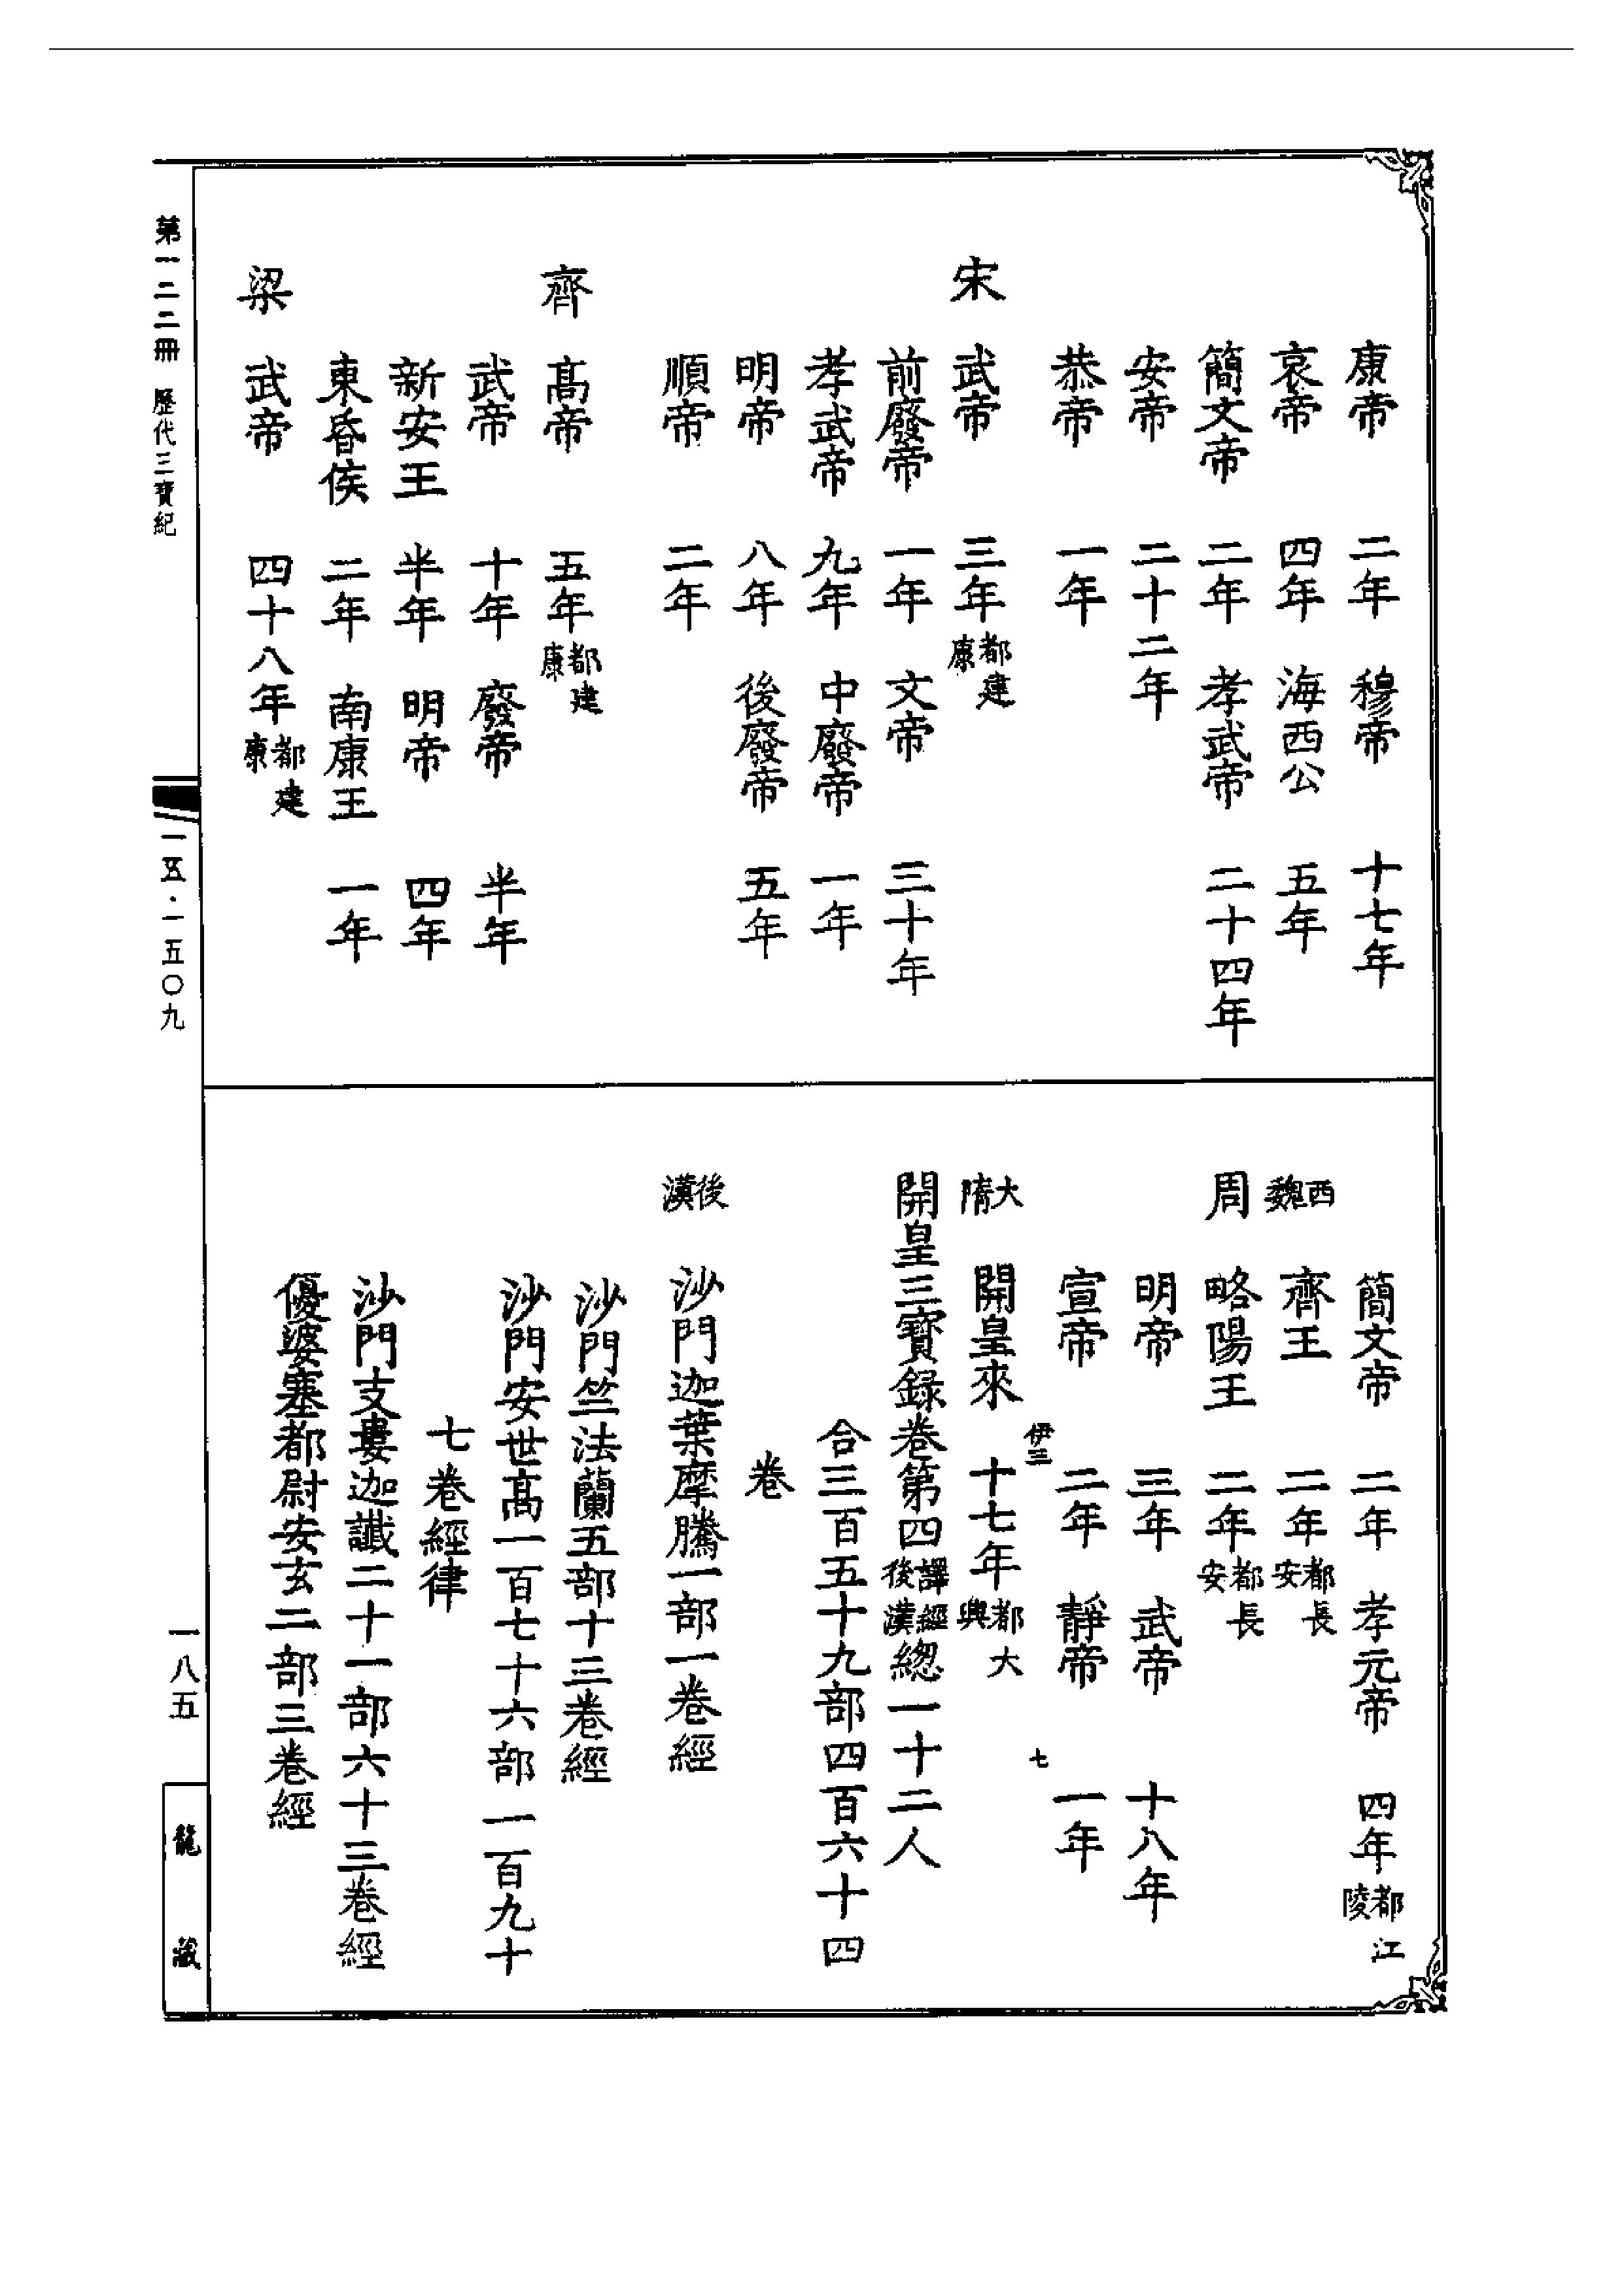 康帝 二年 穆帝 十七年
哀帝 四年 海西公 五年
簡文帝 二年 孝武帝 二十四年
安帝 二十二年
恭帝 一年
宋 武帝 三年 都建康
前廢帝 一年 文帝 三十年
孝武帝 九年 中廢帝 一年
明帝 八年 後廢帝 五年
順帝 二年
齊 高帝 五年 都建康
武帝 十年 廢帝 半年
新安王 半年 明帝 四年
東昏侯 二年 南康王 一年
梁 武帝 四十八年 都建康
簡文帝 二年 孝元帝 四年 都江陵
西魏 齊王 二年 都長安
周 略陽王 二年 都長安
明帝 三年 武帝 十八年
宣帝 二年 靜帝 一年
伊三 七
大隋 開皇來 十七年 都大興
開皇三寶録卷第四 譯經後漢 總一十二人
合三百五十九部四百六十四
卷
後漢 沙門迦葉摩騰一部一卷經
沙門竺法蘭五部十三卷經
沙門安世髙一百七十六部一百九十
七卷經律
沙門支婁迦讖二十一部六十三卷經
優婆塞都尉安玄二部三卷經
第一二二冊 歷代三寶紀
一五·一五〇九
一八五
龍藏